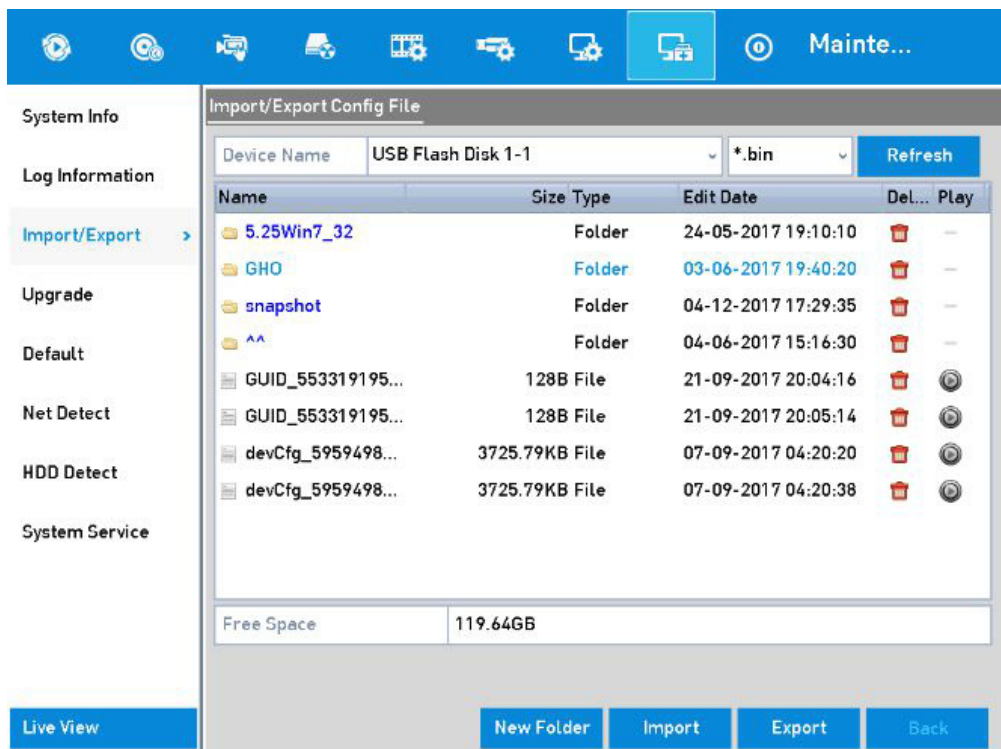 Mainte...
System Info
Log Information
Import/Export >
Upgrade
Default
Net Detect
HDD Detect
System Service
Live View
Import/Export Config File
Device Name USB Flash Disk 1-1 *.bin Refresh
Name Size Type Edit Date Del... Play
5.25Win7_32 Folder 24-05-2017 19:10:10 —
GHO Folder 03-06-2017 19:40:20 —
snapshot Folder 04-12-2017 17:29:35 —
^^ Folder 04-06-2017 15:16:30 —
GUID_553319195... 128B File 21-09-2017 20:04:16
GUID_553319195... 128B File 21-09-2017 20:05:14
devCfg_5959498... 3725.79KB File 07-09-2017 04:20:20
devCfg_5959498... 3725.79KB File 07-09-2017 04:20:38
Free Space 119.64GB
New Folder Import Export Back